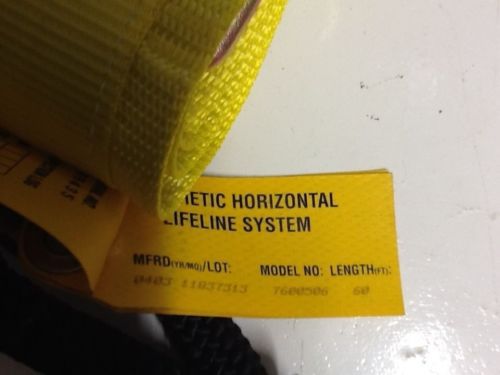 HETIC HORIZONTAL
LIFELINE SYSTEM
MFRD(YR/MO)/LOT: MODEL NO: LENGTH(FT):
0403 11837313 7600506 60